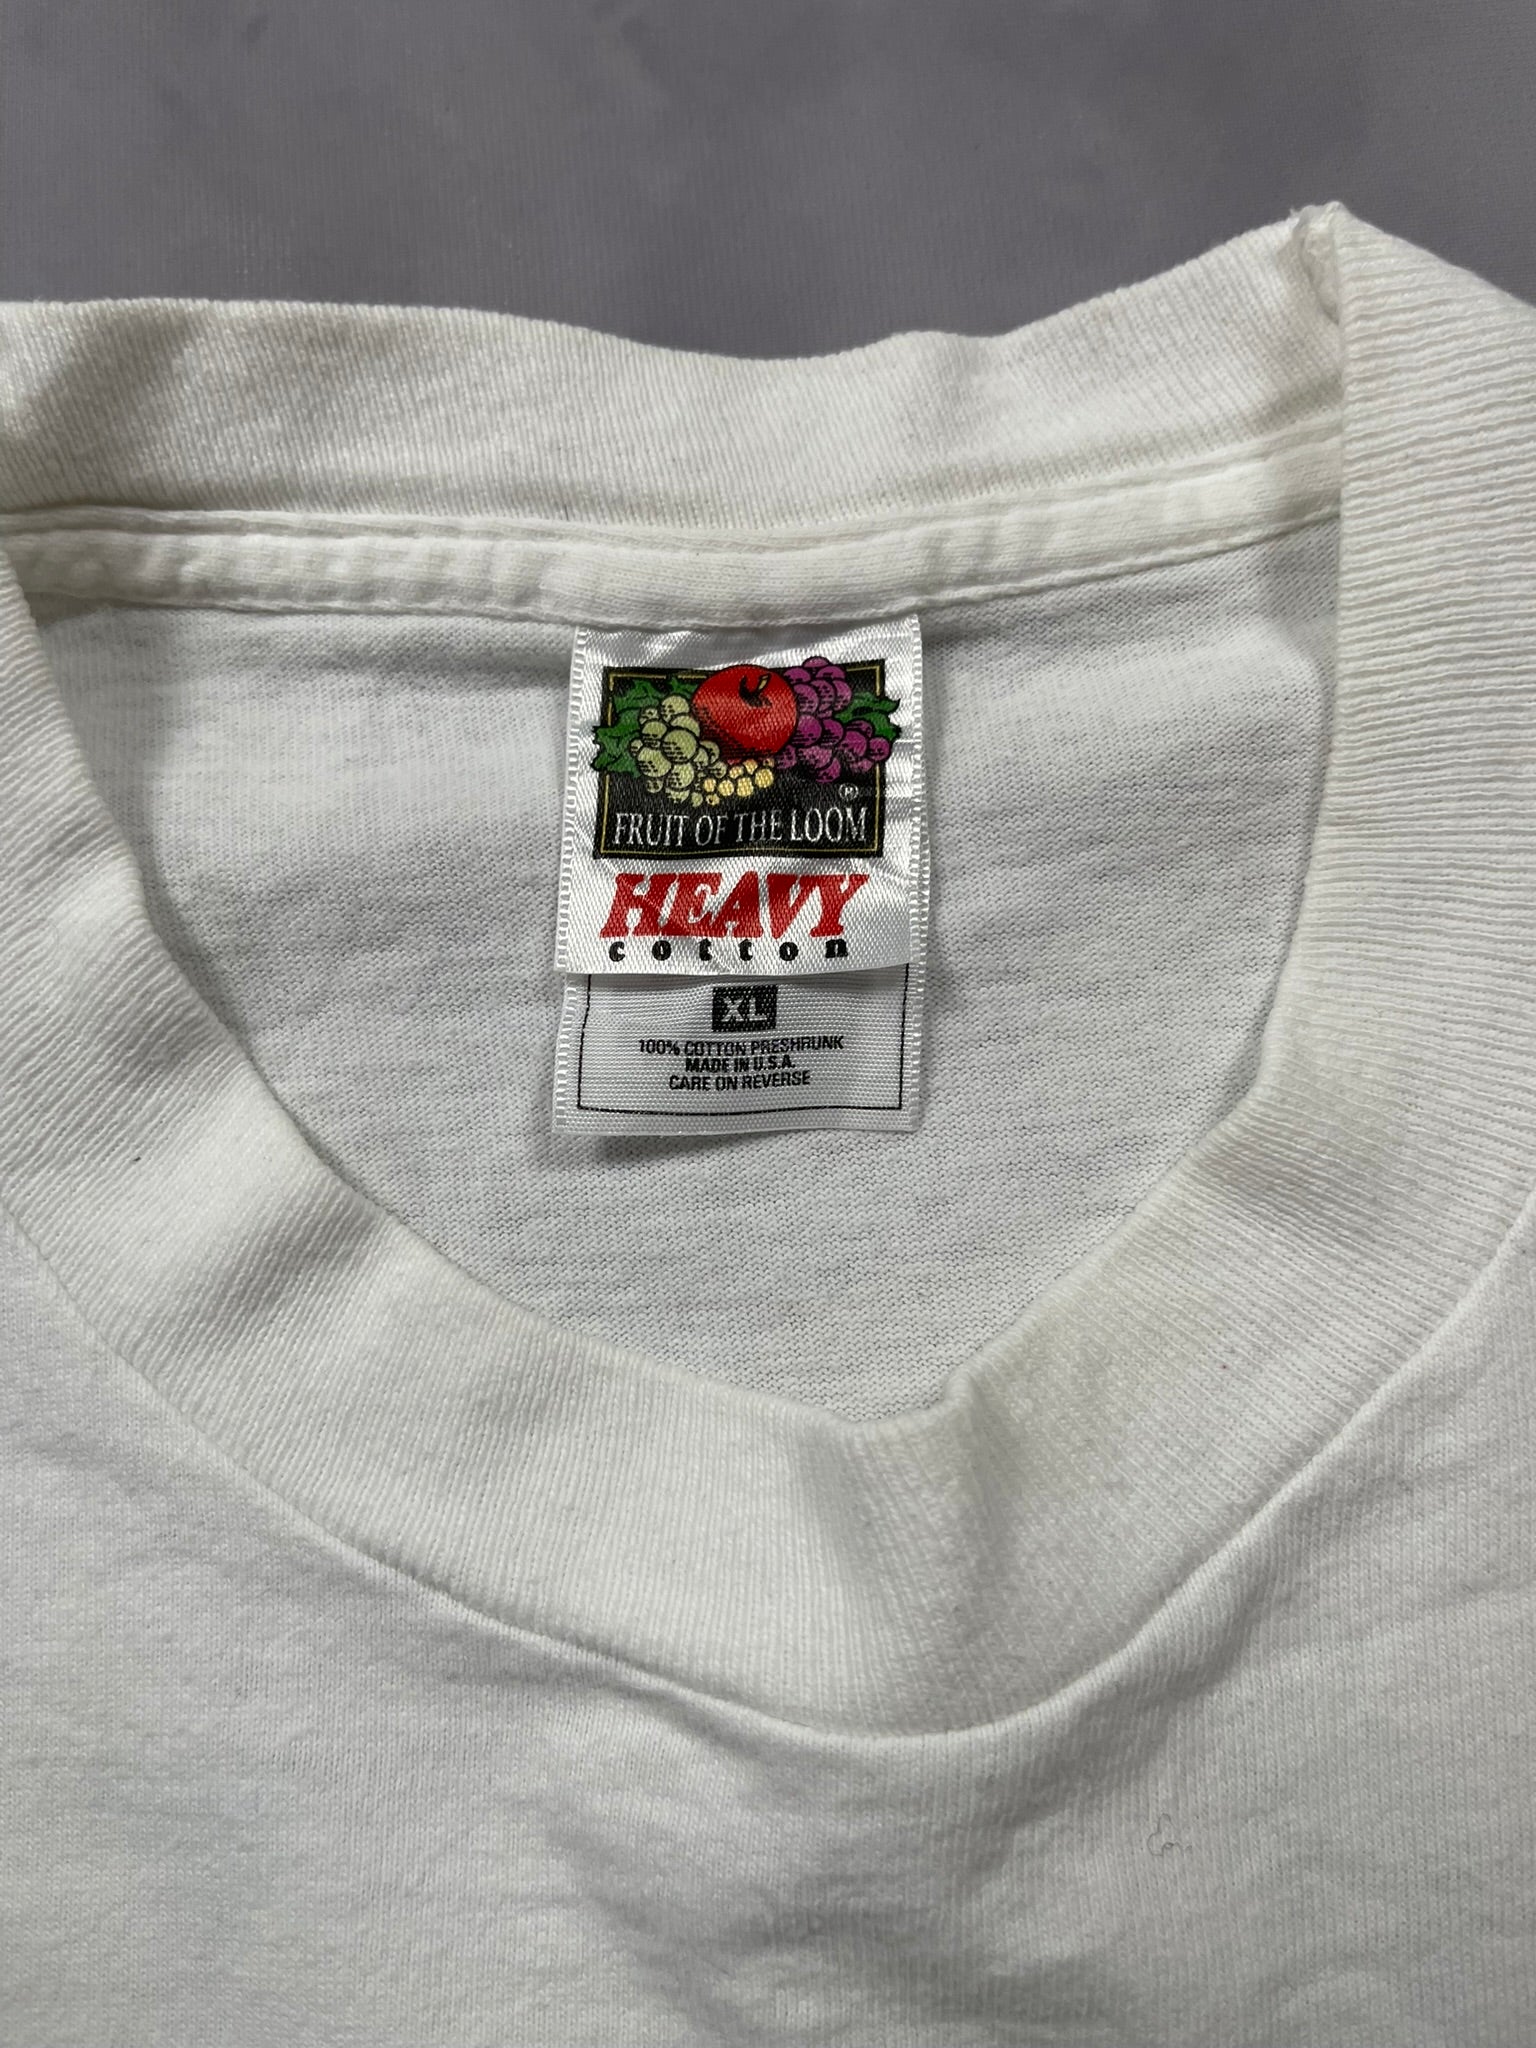 ®
FRUIT OF THE LOOM
HEAVY
cotton
XL
100% COTTON PRESHRUNK
MADE IN U.S.A.
CARE ON REVERSE